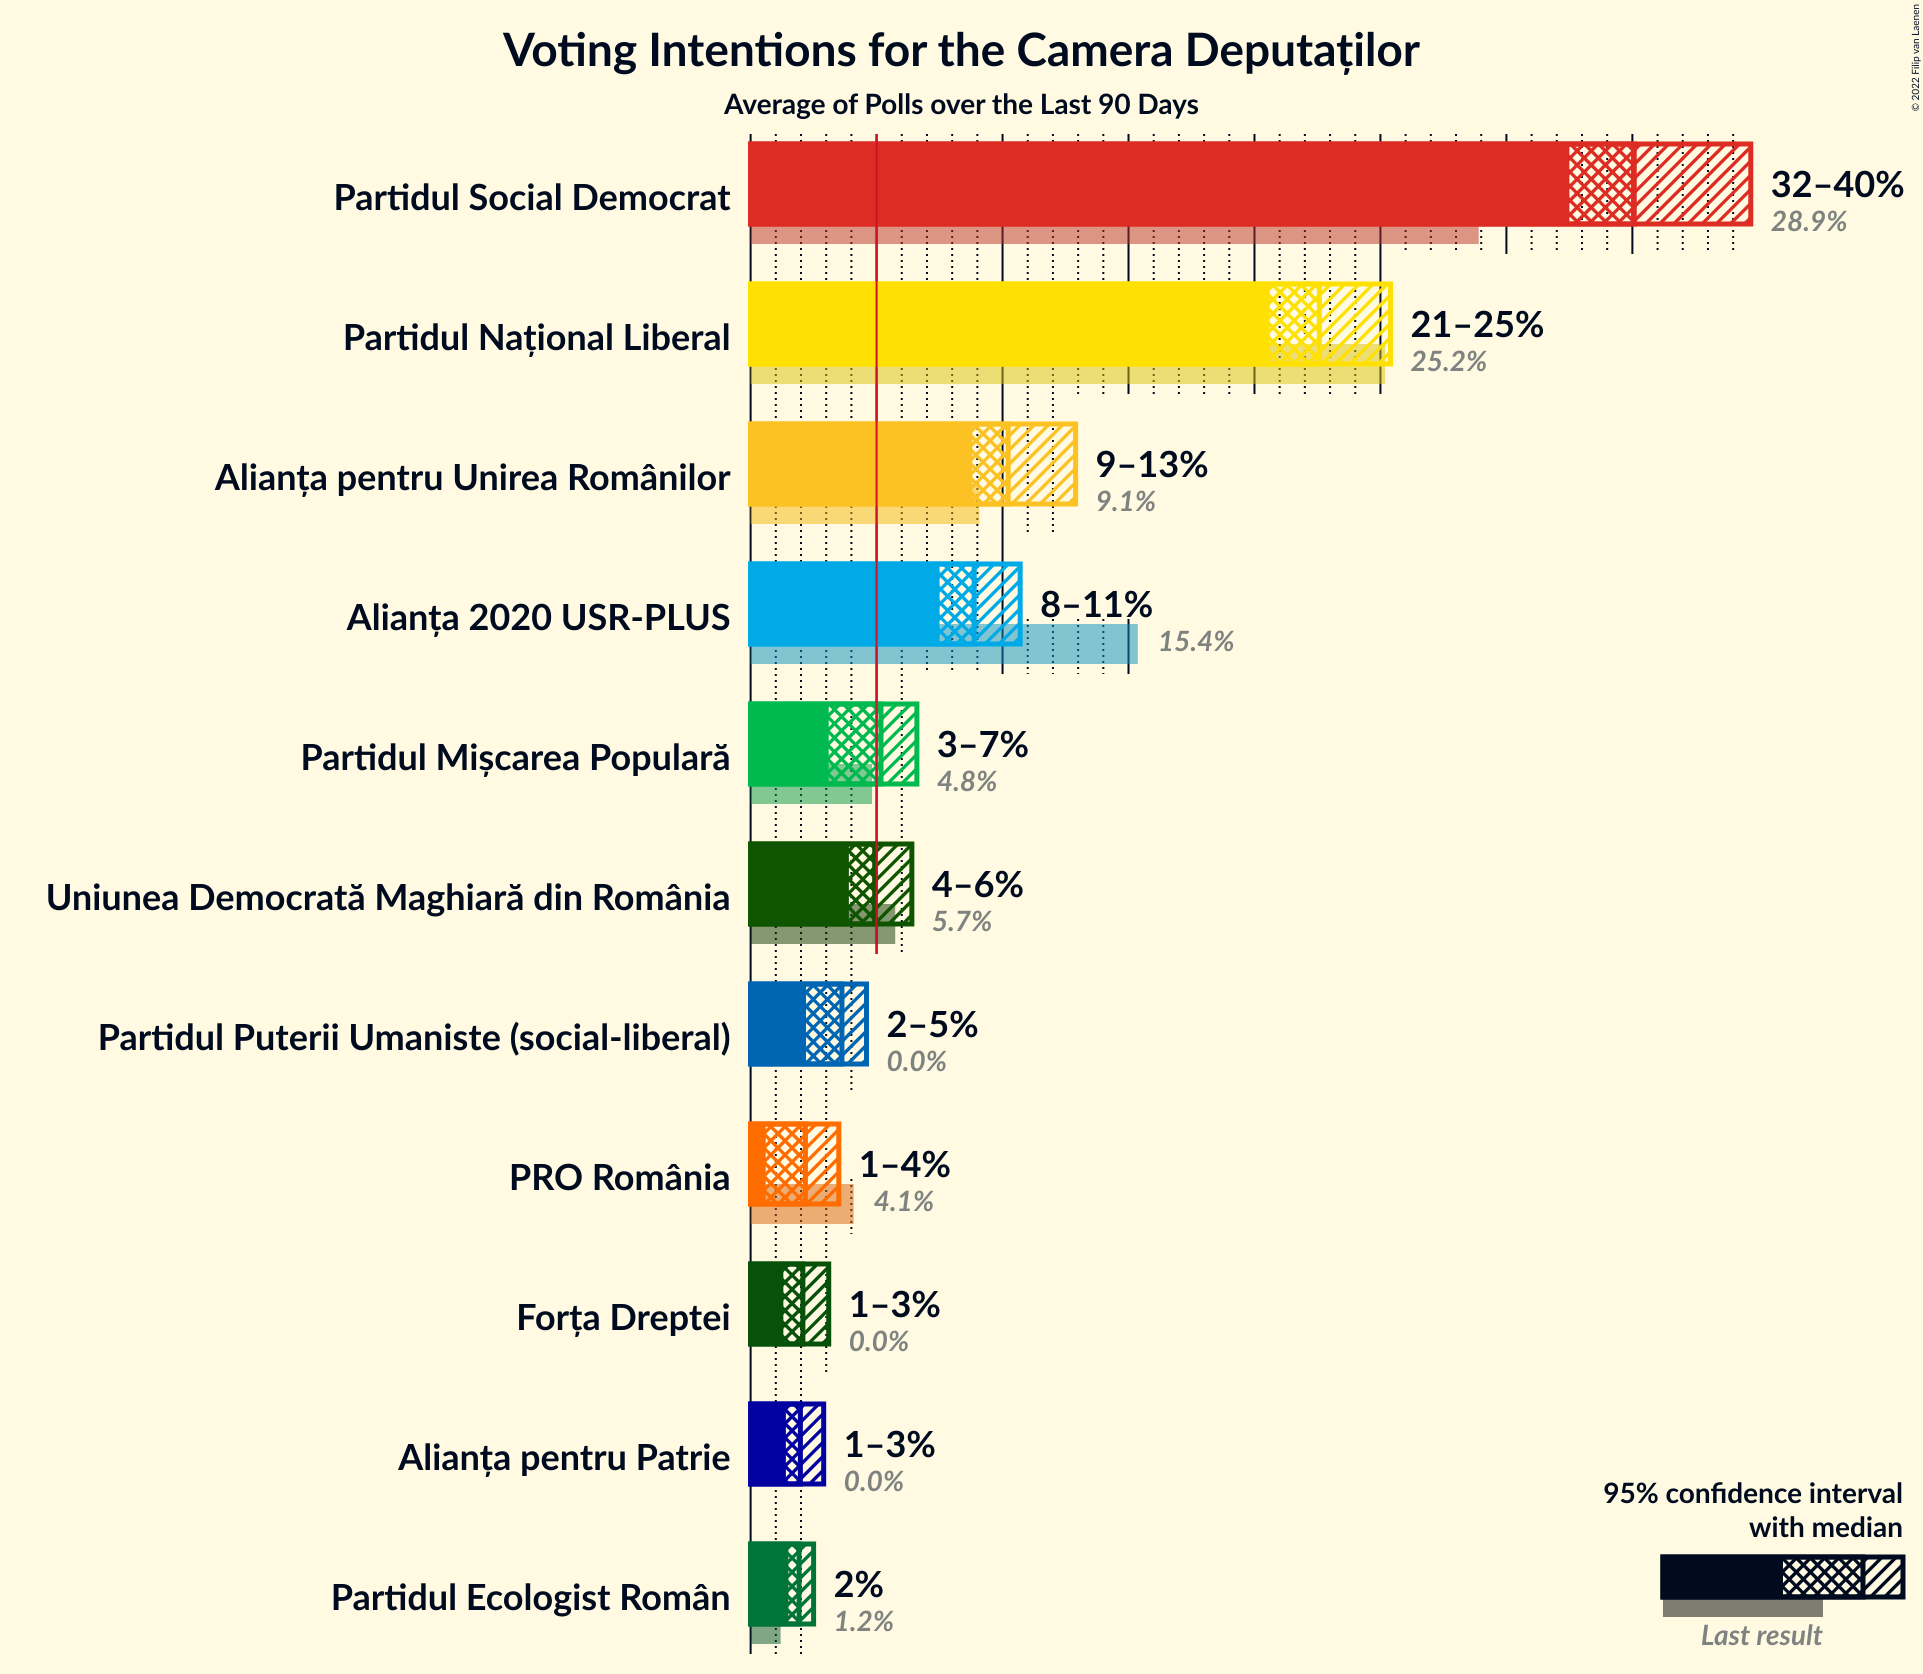 Voting Intentions for the Camera Deputaților
Average of Polls over the Last 90 Days
© 2022 Filip van Laenen
Partidul Social Democrat
32–40%
28.9%
Partidul Național Liberal
21–25%
25.2%
Alianța pentru Unirea Românilor
9–13%
9.1%
Alianța 2020 USR-PLUS
8–11%
15.4%
Partidul Mișcarea Populară
3–7%
4.8%
Uniunea Democrată Maghiară din România
4–6%
5.7%
Partidul Puterii Umaniste (social-liberal)
2–5%
0.0%
PRO România
1–4%
4.1%
Forța Dreptei
1–3%
0.0%
Alianța pentru Patrie
1–3%
0.0%
Partidul Ecologist Român
2%
1.2%
95% confidence interval
with median
Last result